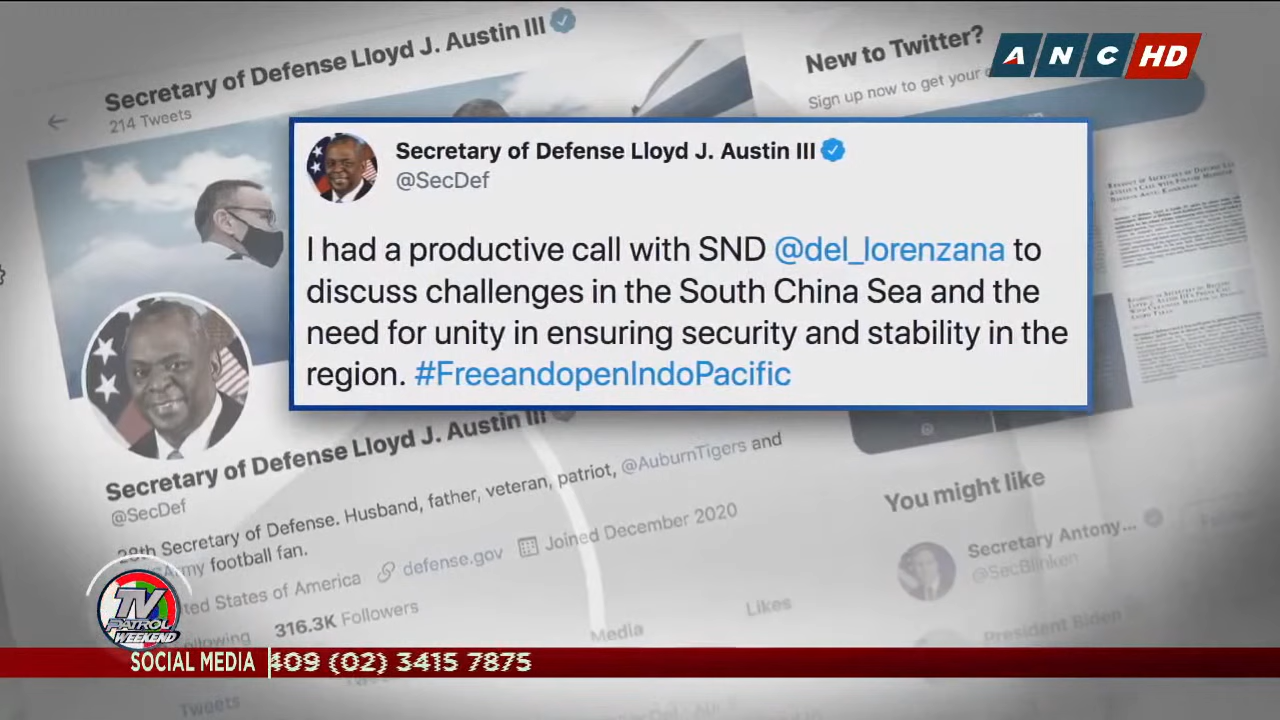 Secretary of Defense Lloyd J. Austin III
214 Tweets
New to Twitter?
Sign up now to get your
ANC HD
Secretary of Defense Lloyd J. Austin III
@SecDef
I had a productive call with SND @del_lorenzana to
discuss challenges in the South China Sea and the
need for unity in ensuring security and stability in the
region. #FreeandopenIndoPacific
Secretary of Defense Lloyd J. Austin III
@SecDef
28th Secretary of Defense. Husband, father, veteran, patriot, @AuburnTigers and
football fan.
United States of America defense.gov Joined December 2020
Following 316.3K Followers
You might like
Secretary Antony...
@SecBlinken
President Biden
Media Likes
TV PATROL WEEKEND
SOCIAL MEDIA 409 (02) 3415 7875
Tweets